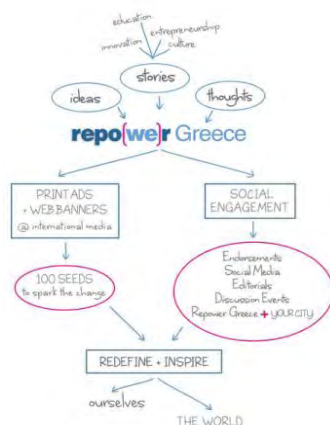 education
entrepreneurship
innovation
culture
stories
ideas
thoughts
repo(we)r Greece
PRINT ADS
+ WEB BANNERS
@ international media
SOCIAL
ENGAGEMENT
100 SEEDS
to spark the change
Endorsements
Social Media
Editorials
Discussion Events
Repower Greece + YOUR CITY
REDEFINE + INSPIRE
ourselves
THE WORLD